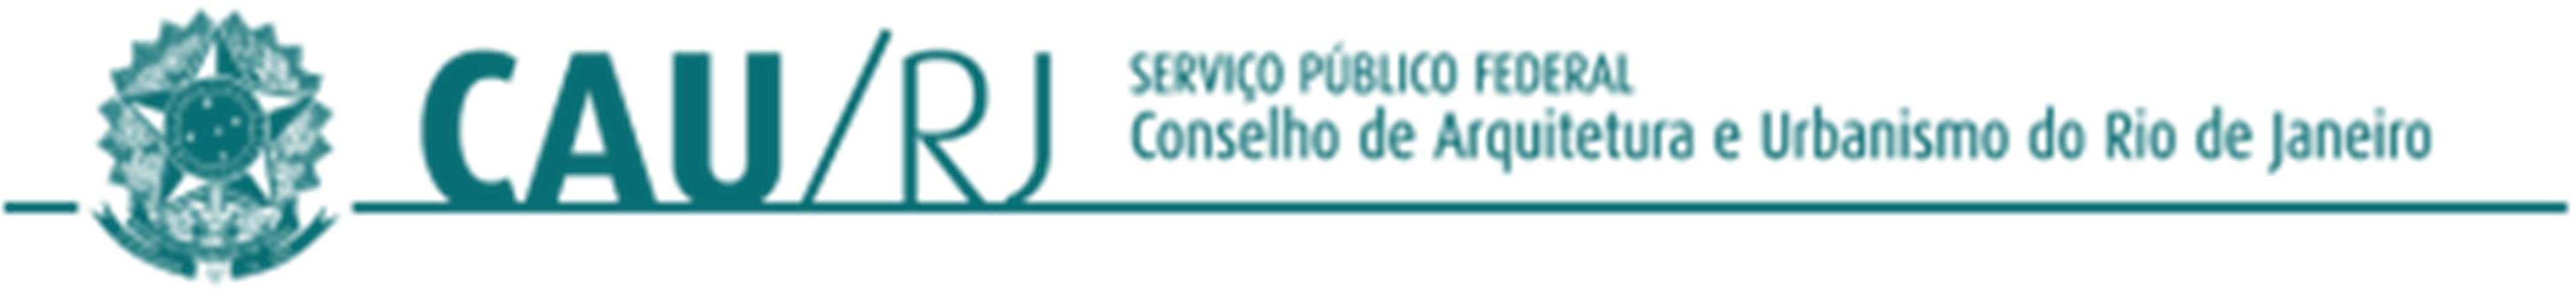 CAU/RJ
SERVIÇO PÚBLICO FEDERAL
Conselho de Arquitetura e Urbanismo do Rio de Janeiro